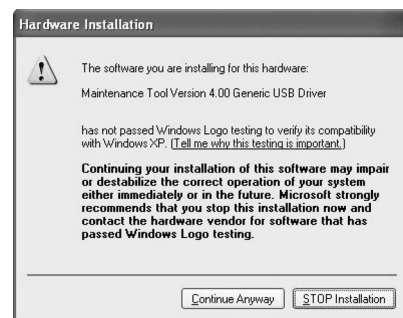 Hardware Installation
The software you are installing for this hardware:
Maintenance Tool Version 4.00 Generic USB Driver
has not passed Windows Logo testing to verify its compatibility
with Windows XP. (Tell me why this testing is important.)
Continuing your installation of this software may impair
or destabilize the correct operation of your system
either immediately or in the future. Microsoft strongly
recommends that you stop this installation now and
contact the hardware vendor for software that has
passed Windows Logo testing.
Continue Anyway
STOP Installation